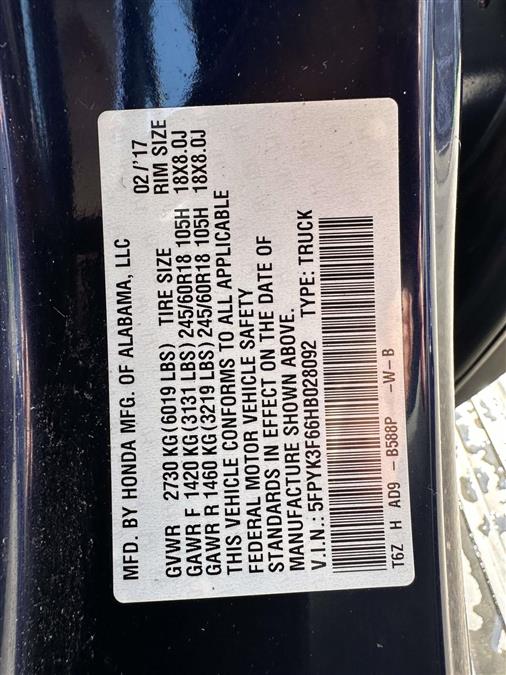 MFD. BY HONDA MFG. OF ALABAMA, LLC 02/'17
GVWR 2730 KG (6019 LBS) TIRE SIZE RIM SIZE
GAWR F 1420 KG (3131 LBS) 245/60R18 105H 18X8.0J
GAWR R 1460 KG (3219 LBS) 245/60R18 105H 18X8.0J
THIS VEHICLE CONFORMS TO ALL APPLICABLE
FEDERAL MOTOR VEHICLE SAFETY
STANDARDS IN EFFECT ON THE DATE OF
MANUFACTURE SHOWN ABOVE.
V.I.N.: 5FPYK3F66HB028092 TYPE: TRUCK
T6Z H AD9 -B588P -W-B